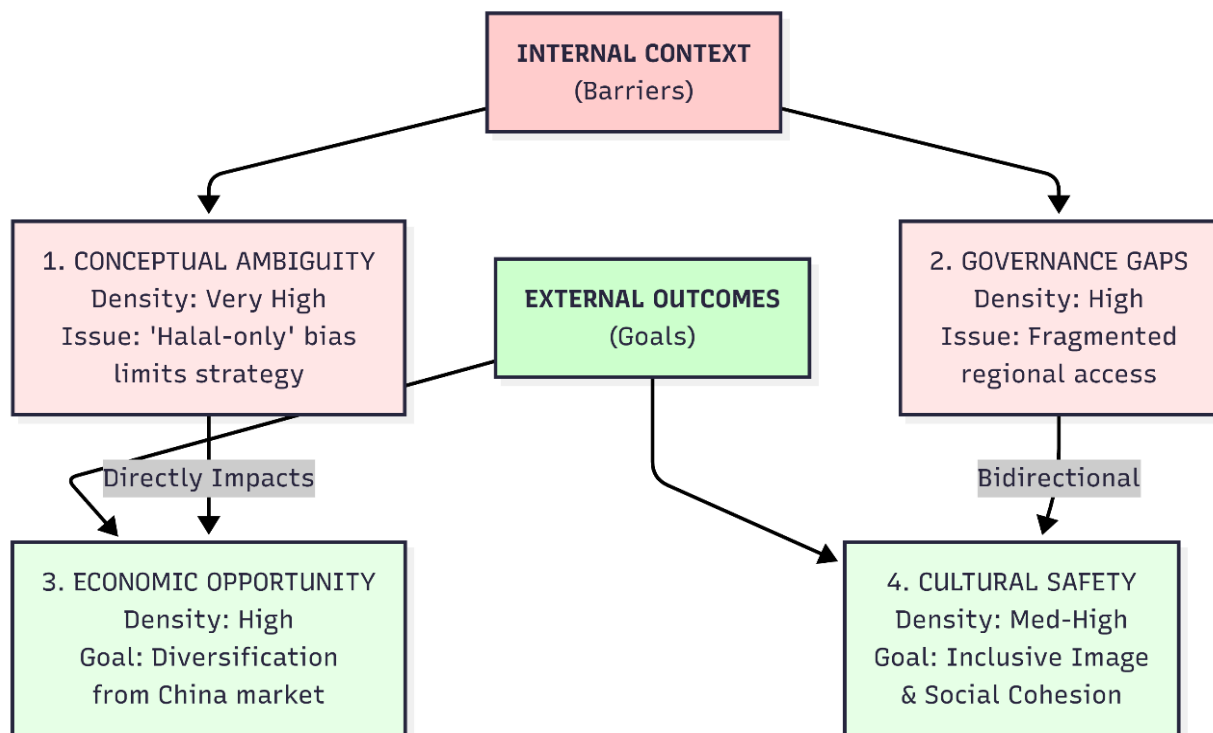 INTERNAL CONTEXT
(Barriers)
1. CONCEPTUAL AMBIGUITY
Density: Very High
Issue: 'Halal-only' bias
limits strategy
2. GOVERNANCE GAPS
Density: High
Issue: Fragmented
regional access
EXTERNAL OUTCOMES
(Goals)
Directly Impacts
Bidirectional
3. ECONOMIC OPPORTUNITY
Density: High
Goal: Diversification
from China market
4. CULTURAL SAFETY
Density: Med-High
Goal: Inclusive Image
& Social Cohesion